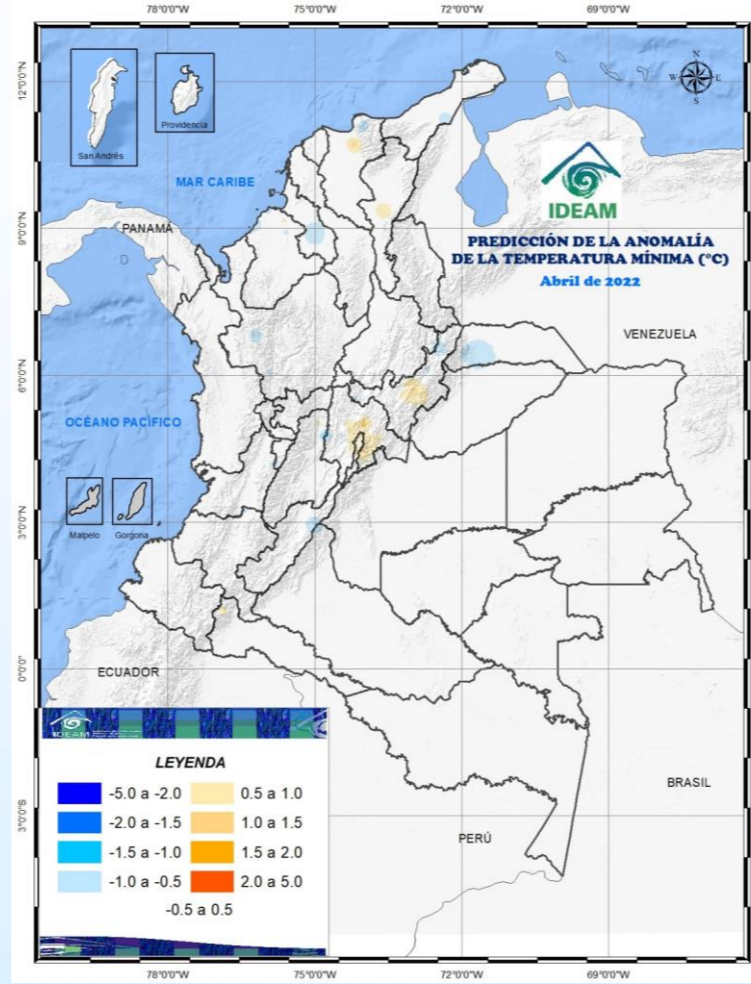 78°0'0"W 75°0'0"W 72°0'0"W 69°0'0"W
12°0'0"N
9°0'0"N
6°0'0"N
3°0'0"N
0°0'0"
3°0'0"S
N
W E
S
San Andrés
Providencia
MAR CARIBE
IDEAM
PANAMÁ
PREDICCIÓN DE LA ANOMALÍA
DE LA TEMPERATURA MÍNIMA (°C)
Abril de 2022
VENEZUELA
OCÉANO PACÍFICO
Malpelo
Gorgona
ECUADOR
BRASIL
PERÚ
IDEAM
LEYENDA
-5.0 a -2.0 0.5 a 1.0
-2.0 a -1.5 1.0 a 1.5
-1.5 a -1.0 1.5 a 2.0
-1.0 a -0.5 2.0 a 5.0
-0.5 a 0.5
78°0'0"W 75°0'0"W 72°0'0"W 69°0'0"W